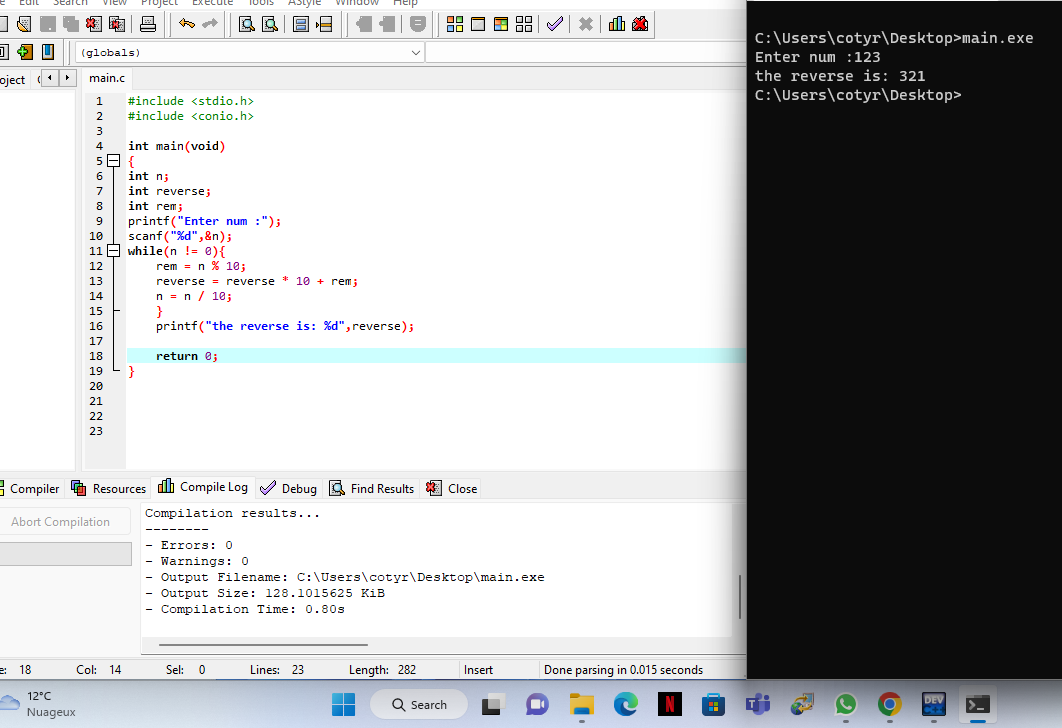 Edit Search View Project Execute Tools AStyle Window Help
(globals)
oject
main.c
1 #include <stdio.h>
2 #include <conio.h>
3
4 int main(void)
5 {
6 int n;
7 int reverse;
8 int rem;
9 printf("Enter num :");
10 scanf("%d",&n);
11 while(n != 0){
12 rem = n % 10;
13 reverse = reverse * 10 + rem;
14 n = n / 10;
15 }
16 printf("the reverse is: %d",reverse);
17
18 return 0;
19 }
20
21
22
23
Compiler Resources Compile Log Debug Find Results Close
Abort Compilation
Compilation results...
--------
- Errors: 0
- Warnings: 0
- Output Filename: C:\Users\cotyr\Desktop\main.exe
- Output Size: 128.1015625 KiB
- Compilation Time: 0.80s
e: 18 Col: 14 Sel: 0 Lines: 23 Length: 282 Insert Done parsing in 0.015 seconds
C:\Users\cotyr\Desktop>main.exe
Enter num :123
the reverse is: 321
C:\Users\cotyr\Desktop>
12°C
Nuageux
Search
N
T
DEV